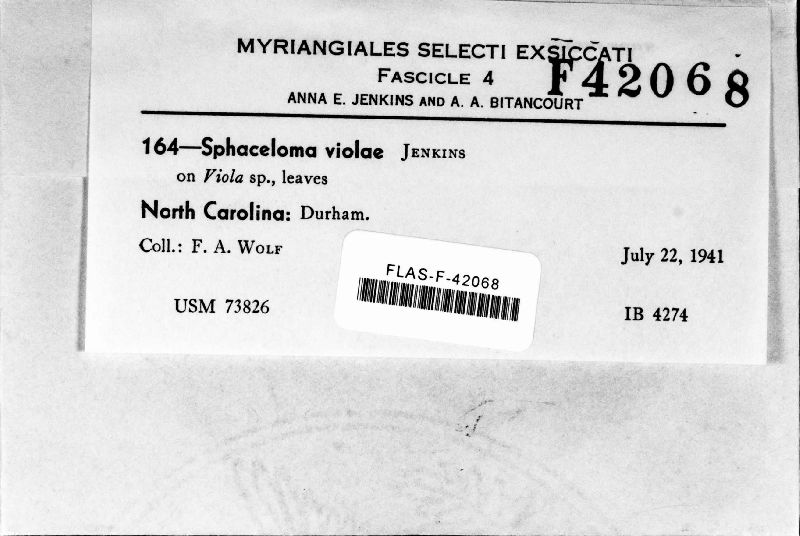 MYRIANGIALES SELECTI EXSICCATI
FASCICLE 4 F42068
ANNA E. JENKINS AND A. A. BITANCOURT
164—Sphaceloma violae JENKINS
on Viola sp., leaves
North Carolina: Durham.
Coll.: F. A. WOLF July 22, 1941
FLAS-F-42068
USM 73826 IB 4274